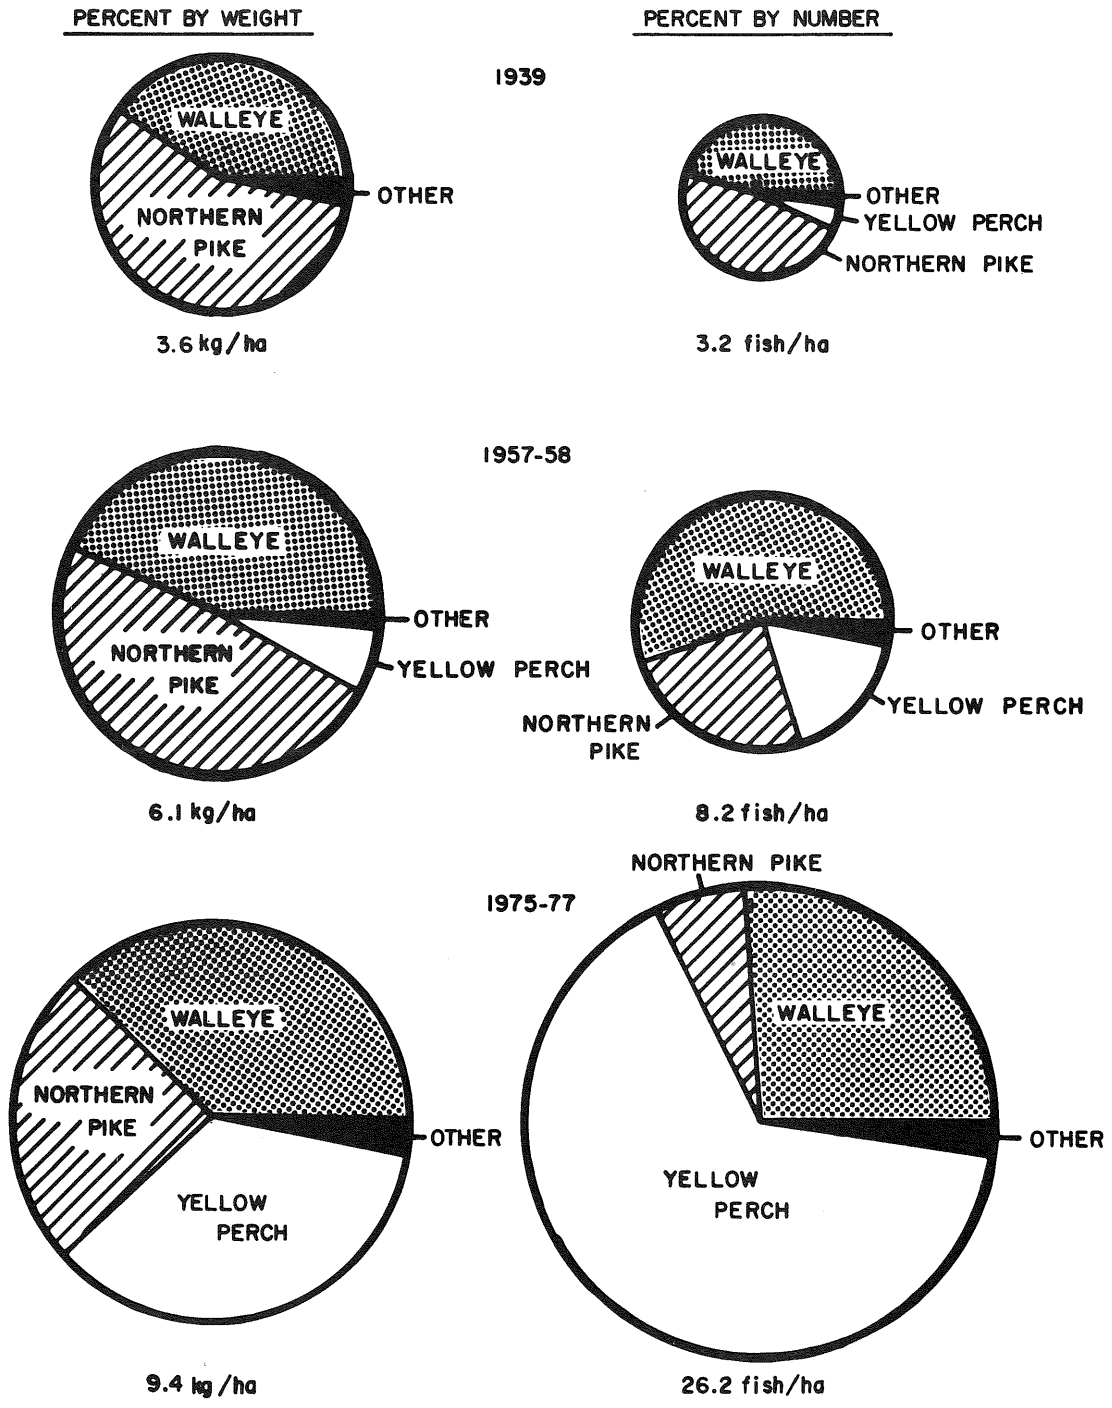 PERCENT BY WEIGHT
PERCENT BY NUMBER
1939
WALLEYE
NORTHERN
PIKE
OTHER
3.6 kg/ha
WALLEYE
OTHER
YELLOW PERCH
NORTHERN PIKE
3.2 fish/ha
1957-58
WALLEYE
NORTHERN
PIKE
OTHER
YELLOW PERCH
6.1 kg/ha
WALLEYE
OTHER
YELLOW PERCH
NORTHERN
PIKE
8.2 fish/ha
1975-77
WALLEYE
NORTHERN
PIKE
OTHER
YELLOW
PERCH
9.4 kg/ha
NORTHERN PIKE
WALLEYE
OTHER
YELLOW
PERCH
26.2 fish/ha